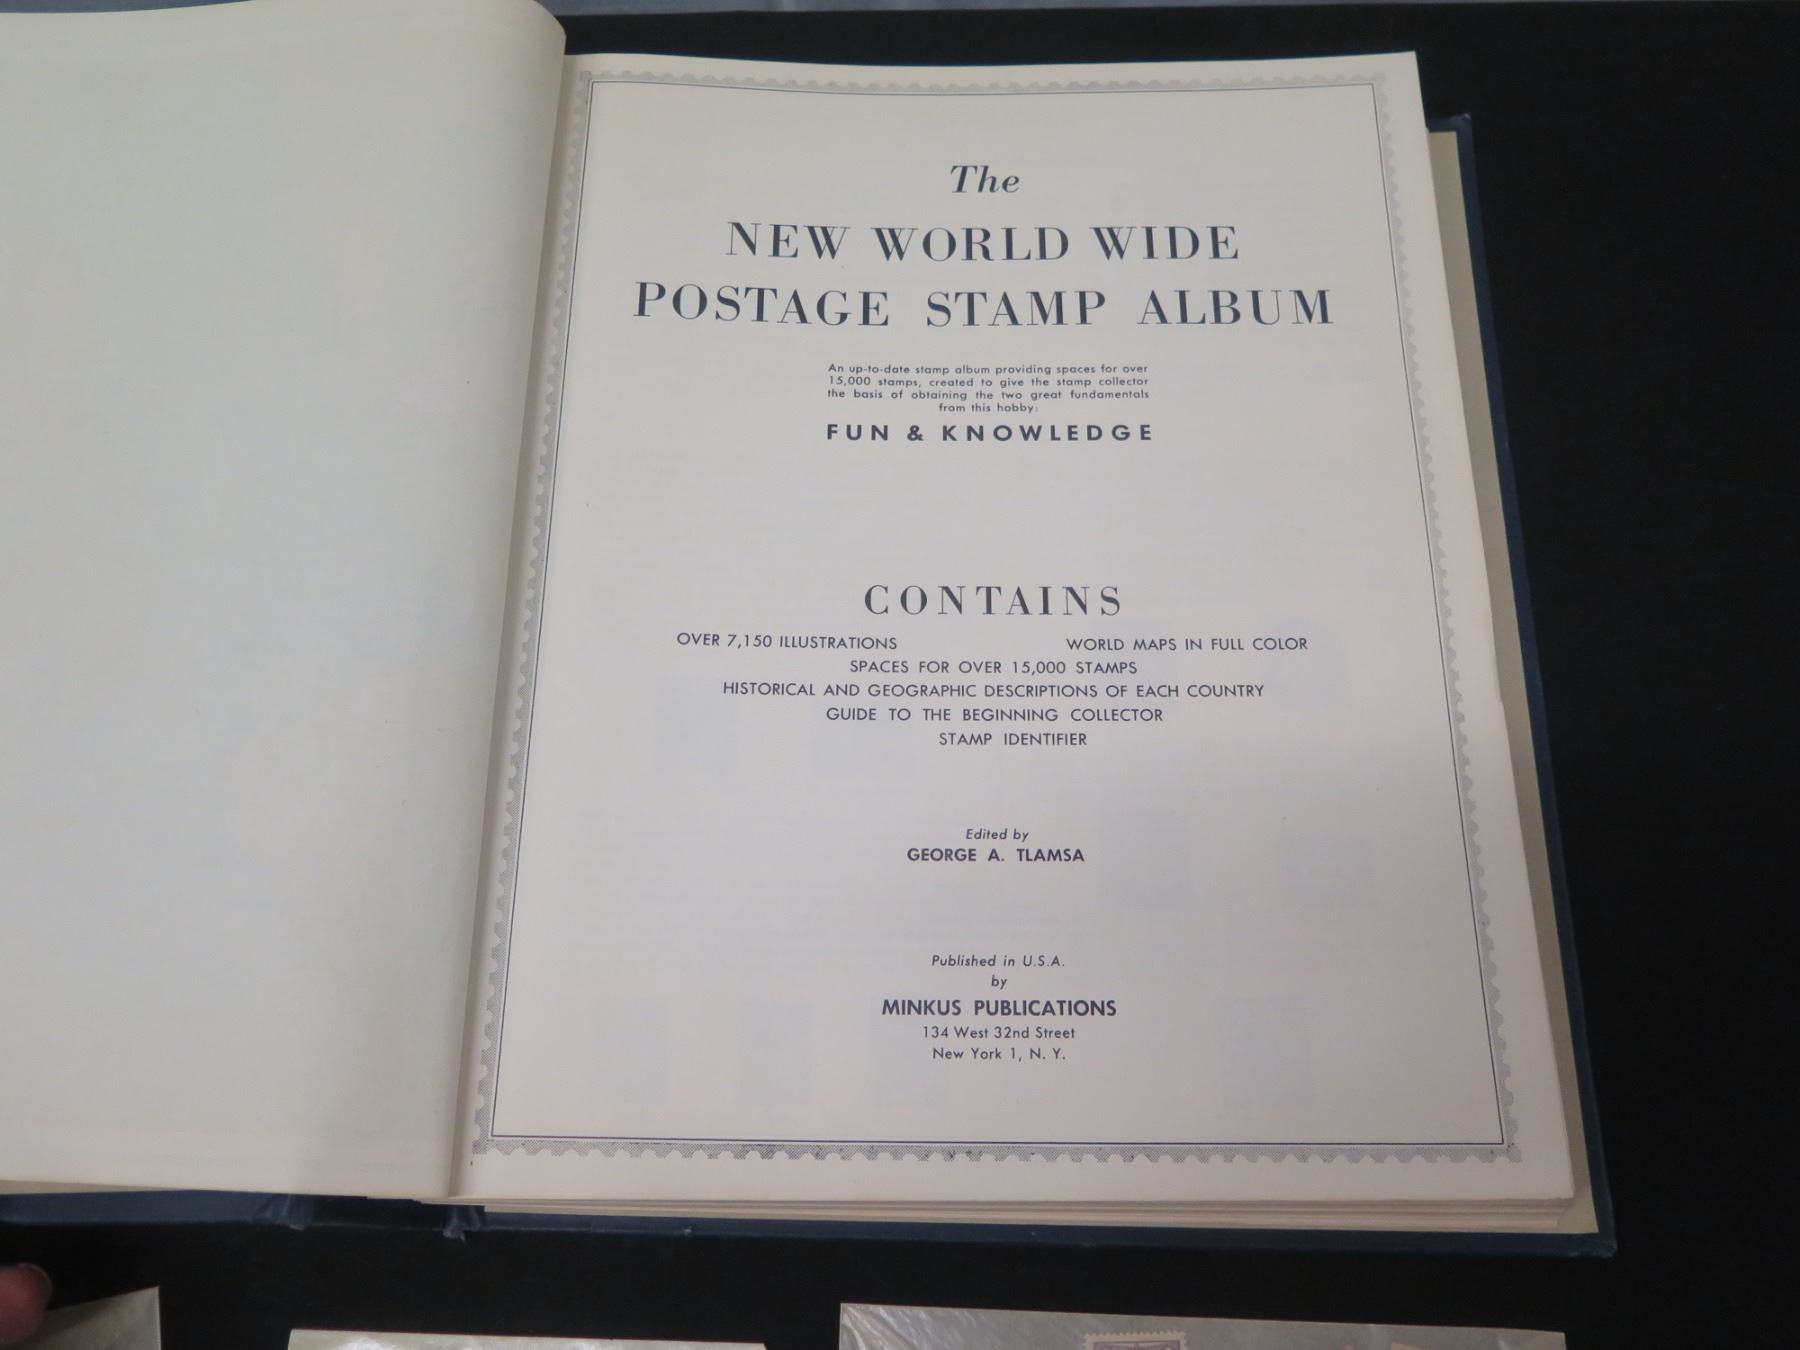 The
NEW WORLD WIDE
POSTAGE STAMP ALBUM
An up-to-date stamp album providing spaces for over
15,000 stamps, created to give the stamp collector
the basis of obtaining the two great fundamentals
from this hobby:
FUN & KNOWLEDGE
CONTAINS
OVER 7,150 ILLUSTRATIONS WORLD MAPS IN FULL COLOR
SPACES FOR OVER 15,000 STAMPS
HISTORICAL AND GEOGRAPHIC DESCRIPTIONS OF EACH COUNTRY
GUIDE TO THE BEGINNING COLLECTOR
STAMP IDENTIFIER
Edited by
GEORGE A. TLAMSA
Published in U.S.A.
by
MINKUS PUBLICATIONS
134 West 32nd Street
New York 1, N. Y.